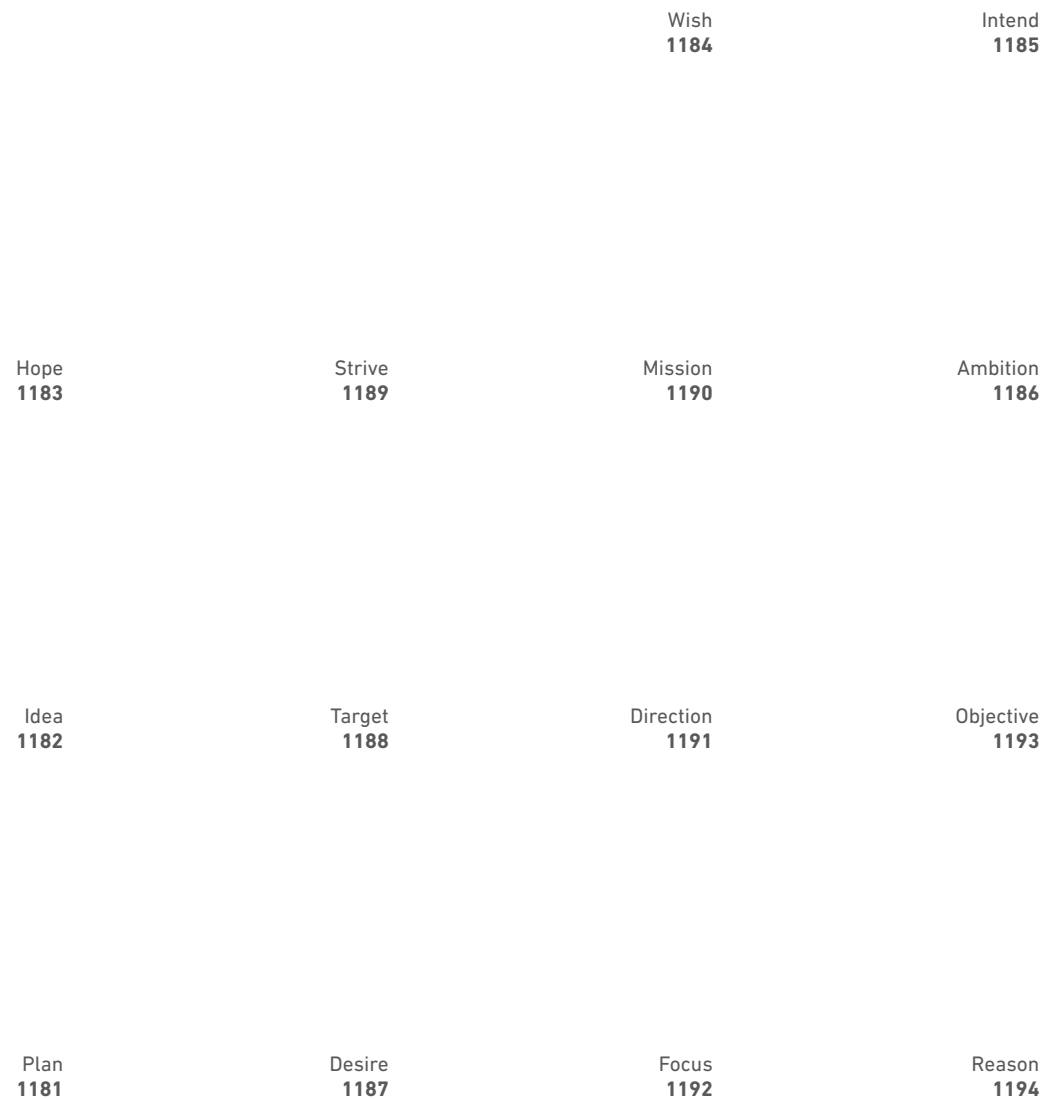 Wish
1184
Intend
1185
Hope
1183
Strive
1189
Mission
1190
Ambition
1186
Idea
1182
Target
1188
Direction
1191
Objective
1193
Plan
1181
Desire
1187
Focus
1192
Reason
1194